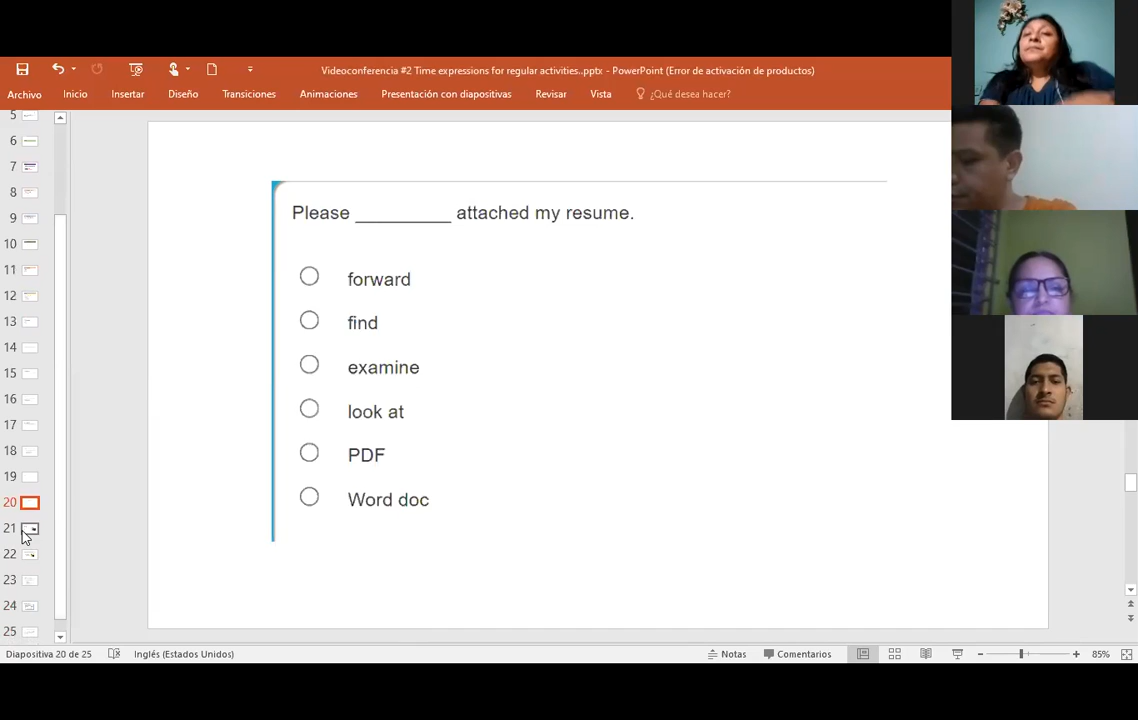 Videoconferencia #2 Time expressions for regular activities..pptx - PowerPoint (Error de activación de productos)
Archivo Inicio Insertar Diseño Transiciones Animaciones Presentación con diapositivas Revisar Vista ¿Qué desea hacer?
5
6
7
8
9
10
11
12
13
14
15
16
17
18
19
20
21
22
23
24
25
Please _________ attached my resume.
forward
find
examine
look at
PDF
Word doc
Diapositiva 20 de 25 Inglés (Estados Unidos) Notas Comentarios 85%